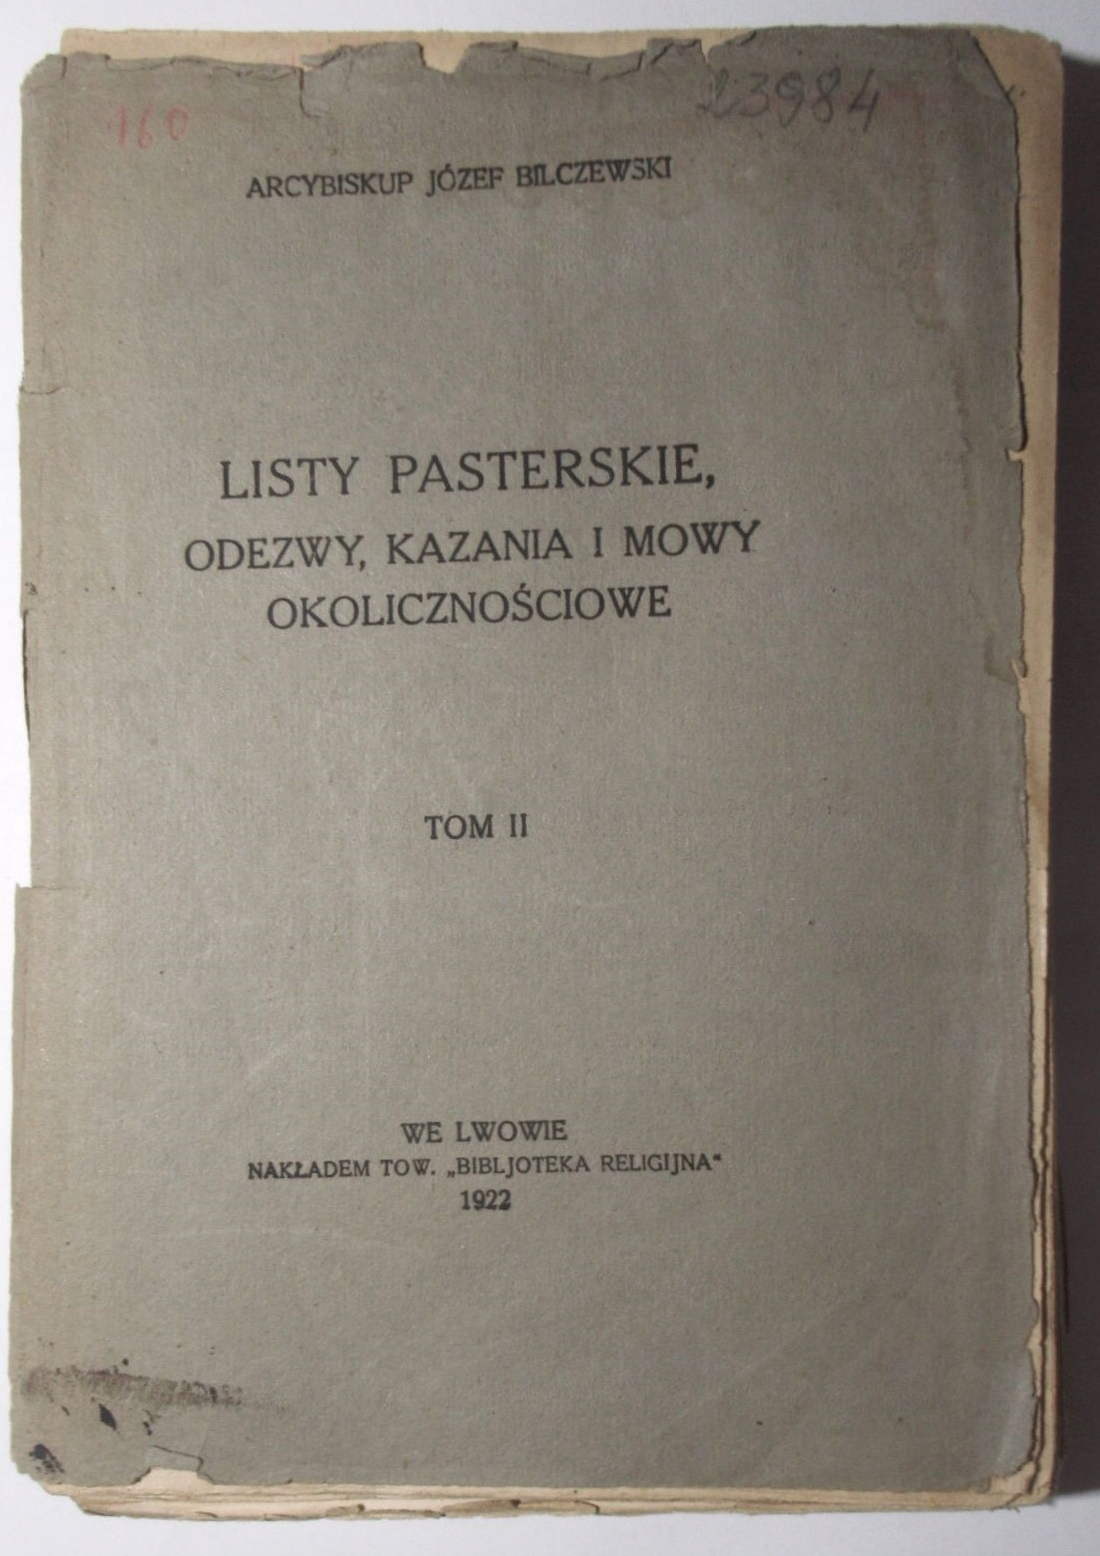 160
23984
ARCYBISKUP JÓZEF BILCZEWSKI
LISTY PASTERSKIE,
ODEZWY, KAZANIA I MOWY
OKOLICZNOŚCIOWE
TOM II
WE LWOWIE
NAKŁADEM TOW. „BIBLJOTEKA RELIGIJNA“
1922